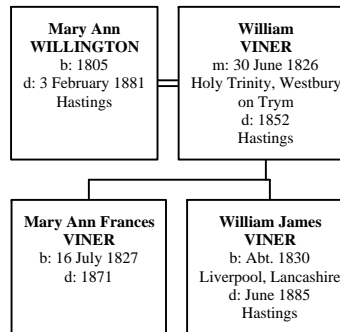 Mary Ann
WILLINGTON
b: 1805
d: 3 February 1881
Hastings
William
VINER
m: 30 June 1826
Holy Trinity, Westbury
on Trym
d: 1852
Hastings
Mary Ann Frances
VINER
b: 16 July 1827
d: 1871
William James
VINER
b: Abt. 1830
Liverpool, Lancashire
d: June 1885
Hastings